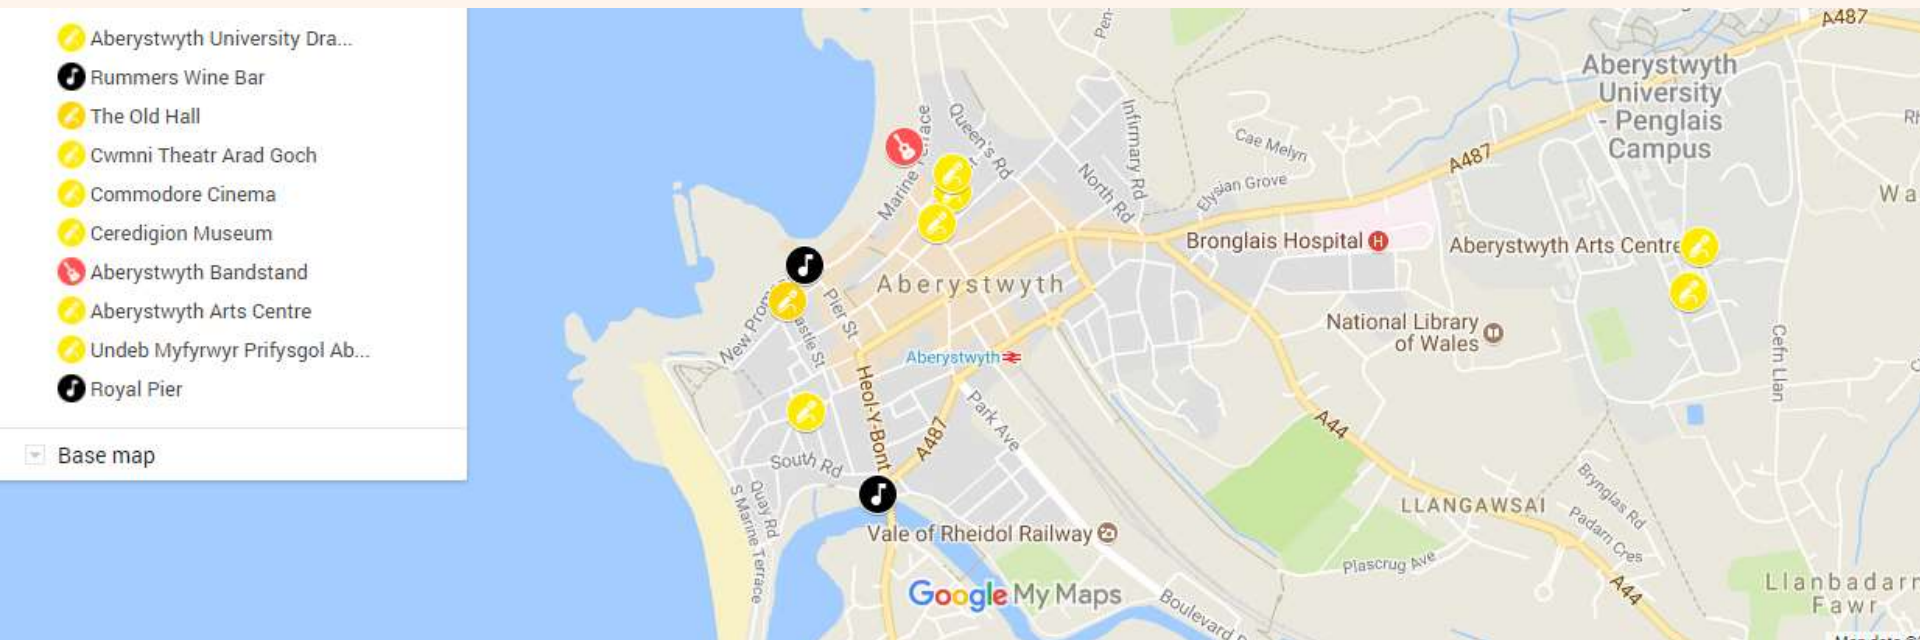 Aberystwyth University Dra...
Rummers Wine Bar
The Old Hall
Cwmni Theatr Arad Goch
Commodore Cinema
Ceredigion Museum
Aberystwyth Bandstand
Aberystwyth Arts Centre
Undeb Myfyrwyr Prifysgol Ab...
Royal Pier
Base map
A487
Pen-
Aberystwyth
University
- Penglais
Campus
Queen's Rd
Infirmary Rd
Cae Melyn
A487
North Rd
Elysian Grove
Marine
Bronglais Hospital H
Aberystwyth Arts Centre
Aberystwyth
Pier St
National Library
of Wales
Aberystwyth
Cefn Llan
Heol-Y-Bont
Park Ave
A487
A44
South Rd
Quay Rd
S Marine Terrace
LLANGAWSAI
Brynglas Rd
Padarn Cres
Vale of Rheidol Railway
Plascrug Ave
A44
Llanbadarn
Fawr
Google My Maps
Boulevard